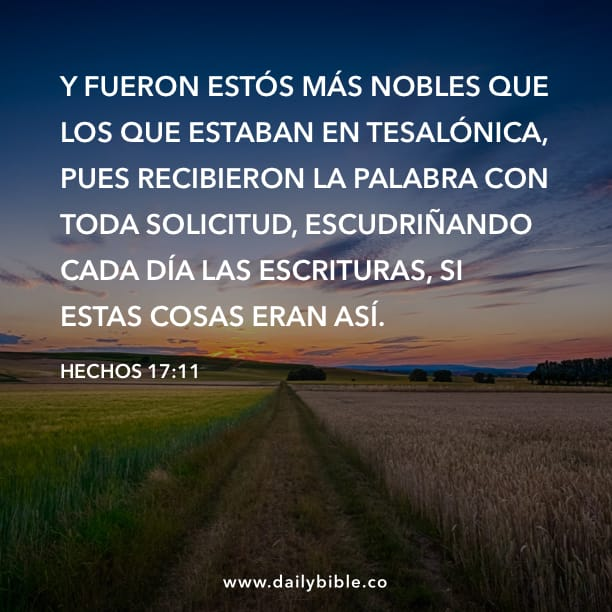 Y FUERON ESTÓS MÁS NOBLES QUE
LOS QUE ESTABAN EN TESALÓNICA,
PUES RECIBIERON LA PALABRA CON
TODA SOLICITUD, ESCUDRIÑANDO
CADA DÍA LAS ESCRITURAS, SI
ESTAS COSAS ERAN ASÍ.
HECHOS 17:11
www.dailybible.co